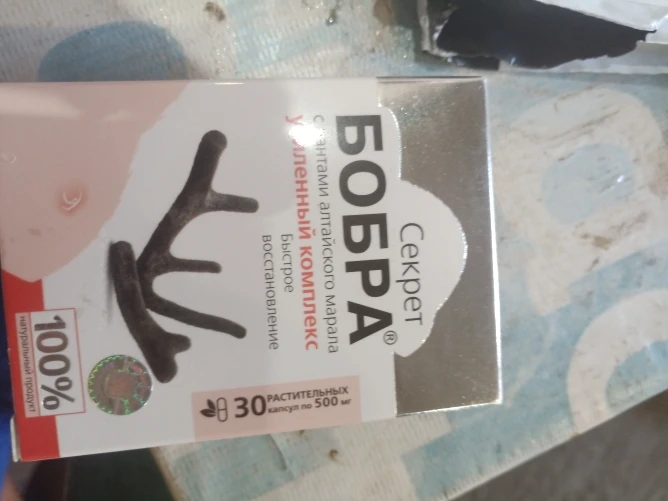 Секрет
БОБРА®
с пантами алтайского марала
усиленный комплекс
Быстрое
восстановление
30 РАСТИТЕЛЬНЫХ
капсул по 500 мг
100%
натуральный продукт